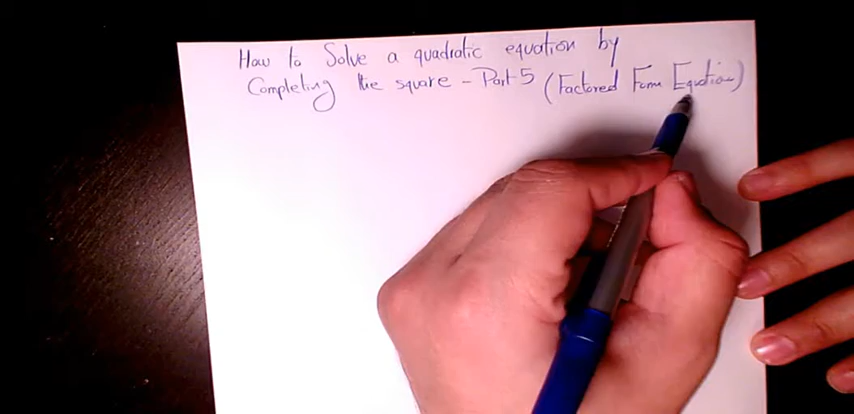 How to Solve a quadratic equation by
Completing the square - Part 5 (Factored Form Equation)